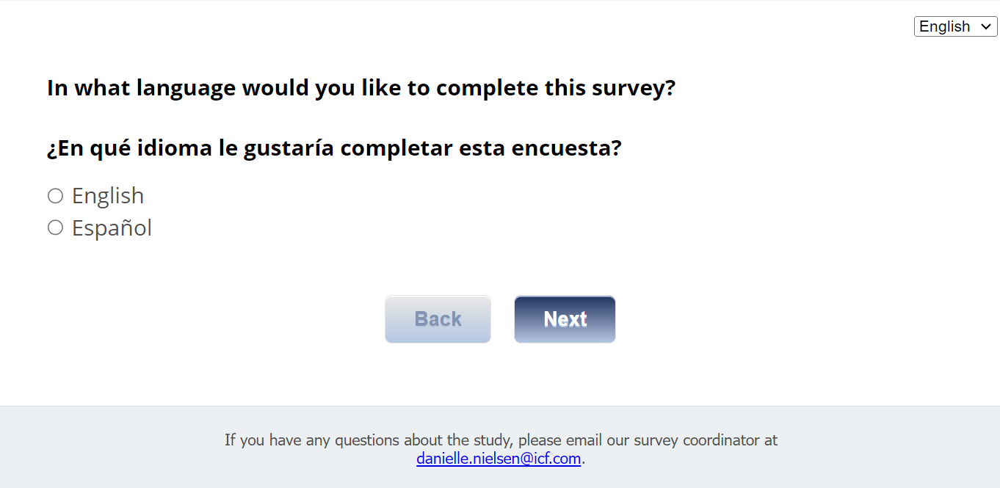 English
In what language would you like to complete this survey?
¿En qué idioma le gustaría completar esta encuesta?
English
Español
Back
Next
If you have any questions about the study, please email our survey coordinator at
danielle.nielsen@icf.com.